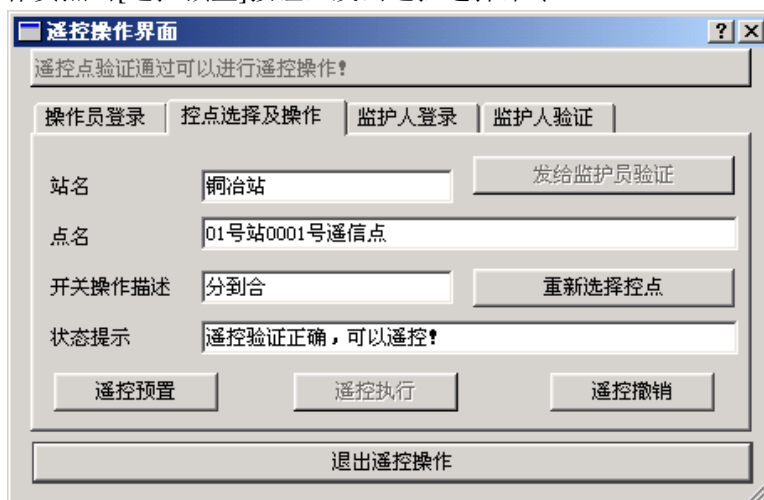 遥控操作界面
遥控点验证通过可以进行遥控操作！
操作员登录 控点选择及操作 监护人登录 监护人验证
站名 铜冶站 发给监护员验证
点名 01号站0001号遥信点
开关操作描述 分到合 重新选择控点
状态提示 遥控验证正确，可以遥控！
遥控预置 遥控执行 遥控撤销
退出遥控操作